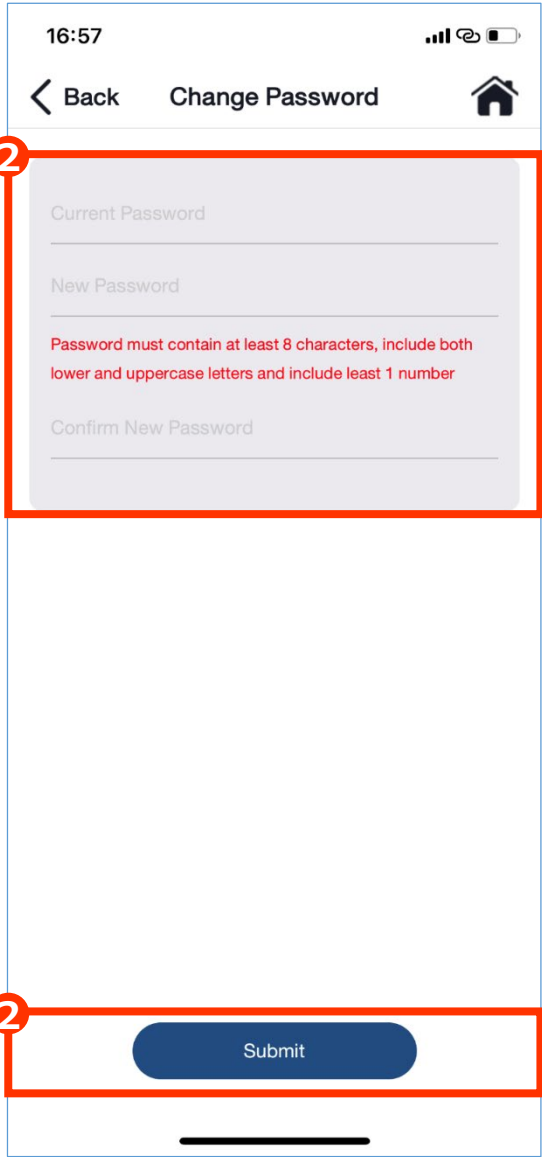 16:57
Back Change Password
2
Current Password
New Password
Password must contain at least 8 characters, include both
lower and uppercase letters and include least 1 number
Confirm New Password
2
Submit